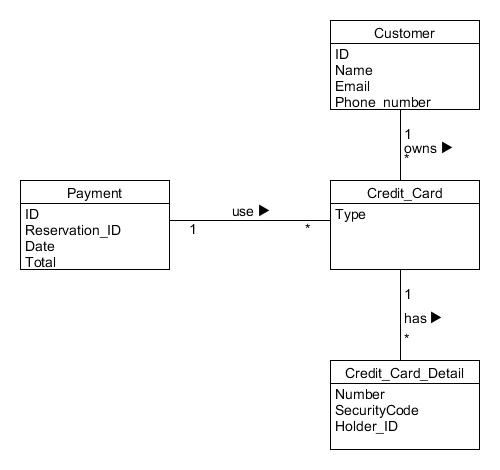 Customer
ID
Name
Email
Phone_number
1
owns ▶
*
Payment
ID
Reservation_ID
Date
Total
use ▶
1
*
Credit_Card
Type
1
has ▶
*
Credit_Card_Detail
Number
SecurityCode
Holder_ID